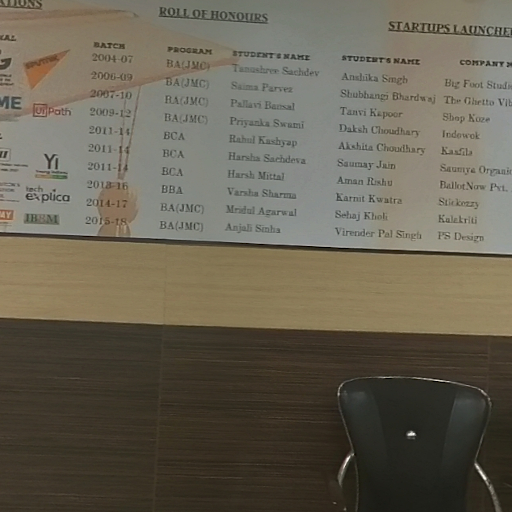 ROLL OF HONOURS
BATCH PROGRAM STUDENT'S NAME
2004-07 BA(JMC) Tanushree Sachdev
2006-09 BA(JMC) Saima Parvez
2007-10 BA(JMC) Pallavi Bansal
2009-12 BA(JMC) Priyanka Swami
2011-14 BCA Rahul Kashyap
2011-14 BCA Harsha Sachdeva
2011-14 BCA Harsh Mittal
2013-16 BBA Varsha Sharma
2014-17 BA(JMC) Mridul Agarwal
2015-18 BA(JMC) Anjali Sinha
STARTUPS LAUNCHE
STUDENT'S NAME COMPANY N
Anshika Singh Big Foot Studi
Shubhangi Bhardwaj The Ghetto Vib
Tanvi Kapoor Shop Koze
Daksh Choudhary Indowok
Akshita Choudhary Kasfila
Saumay Jain Saumya Organi
Aman Rishu BallotNow Pvt.
Karnit Kwatra Stickezzy
Sehaj Kholi Kalakriti
Virender Pal Singh PS Design
UiPath
Yi
tech explica